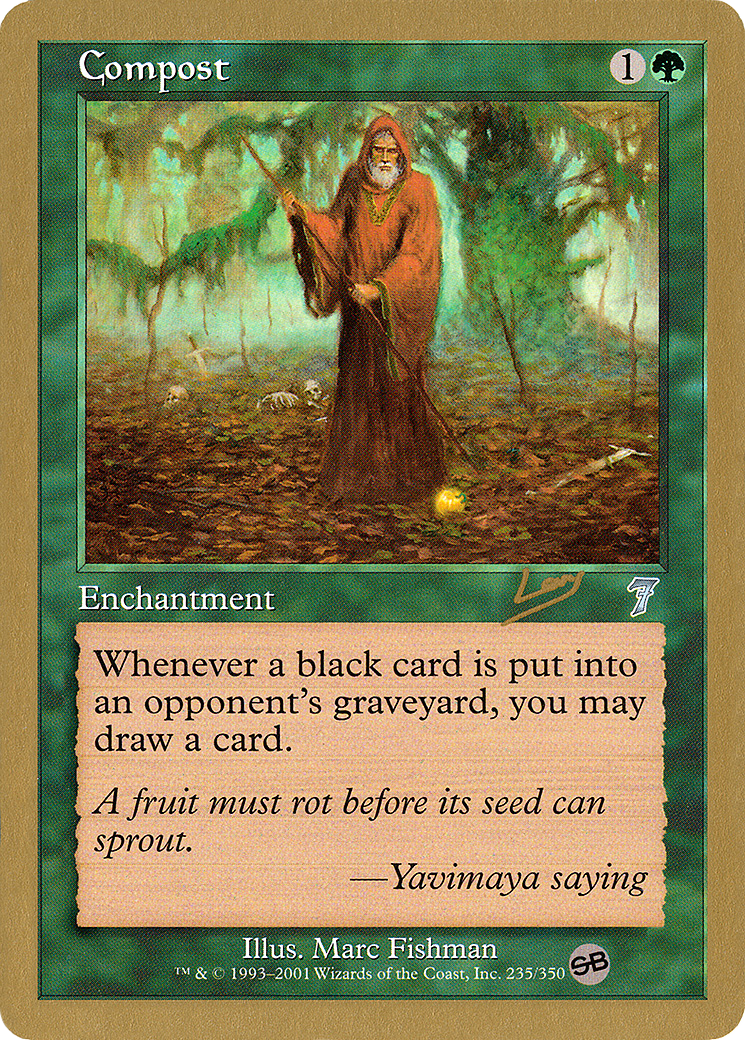 Compost 1
Enchantment 7
Whenever a black card is put into
an opponent's graveyard, you may
draw a card.
A fruit must rot before its seed can
sprout.
—Yavimaya saying
Illus. Marc Fishman
™ & © 1993–2001 Wizards of the Coast, Inc. 235/350 SB